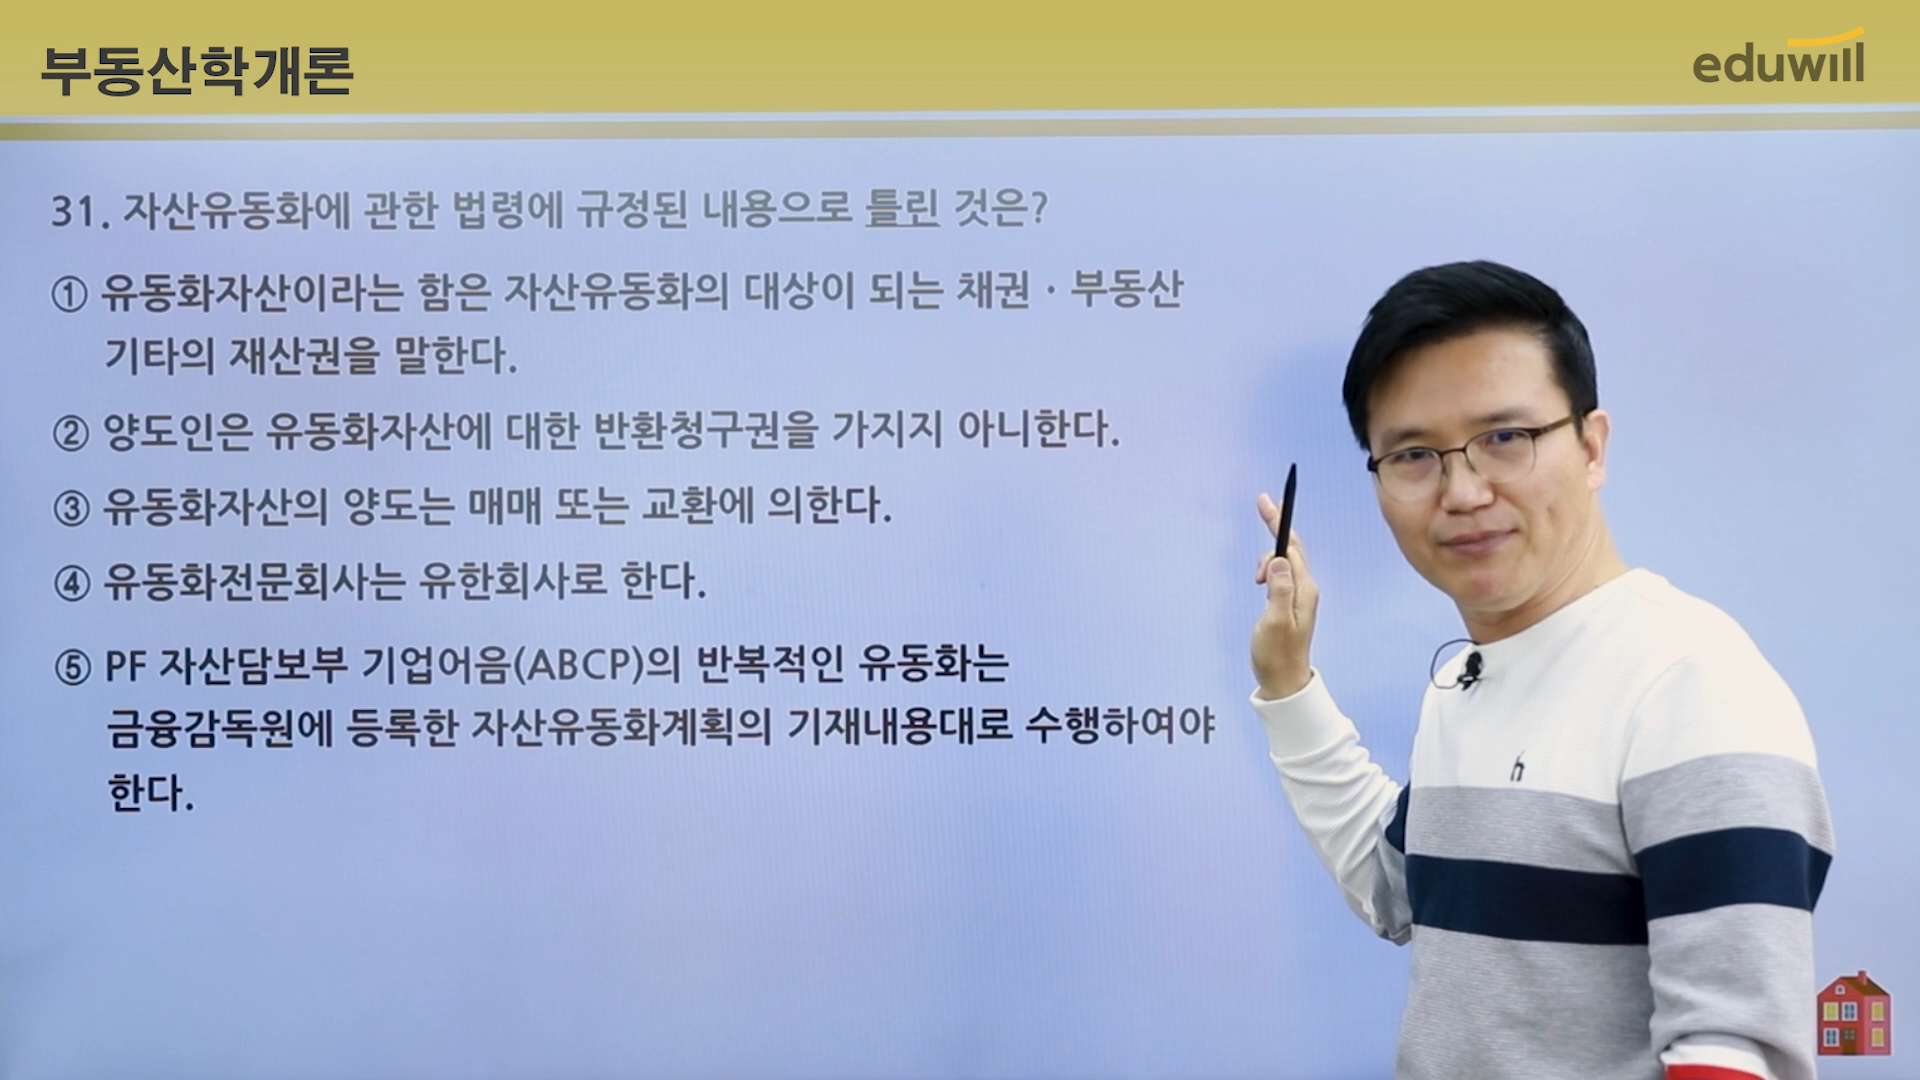 부동산학개론
eduwill
31. 자산유동화에 관한 법령에 규정된 내용으로 틀린 것은?
① 유동화자산이라는 함은 자산유동화의 대상이 되는 채권 · 부동산
기타의 재산권을 말한다.
② 양도인은 유동화자산에 대한 반환청구권을 가지지 아니한다.
③ 유동화자산의 양도는 매매 또는 교환에 의한다.
④ 유동화전문회사는 유한회사로 한다.
⑤ PF 자산담보부 기업어음(ABCP)의 반복적인 유동화는
금융감독원에 등록한 자산유동화계획의 기재내용대로 수행하여야
한다.
h